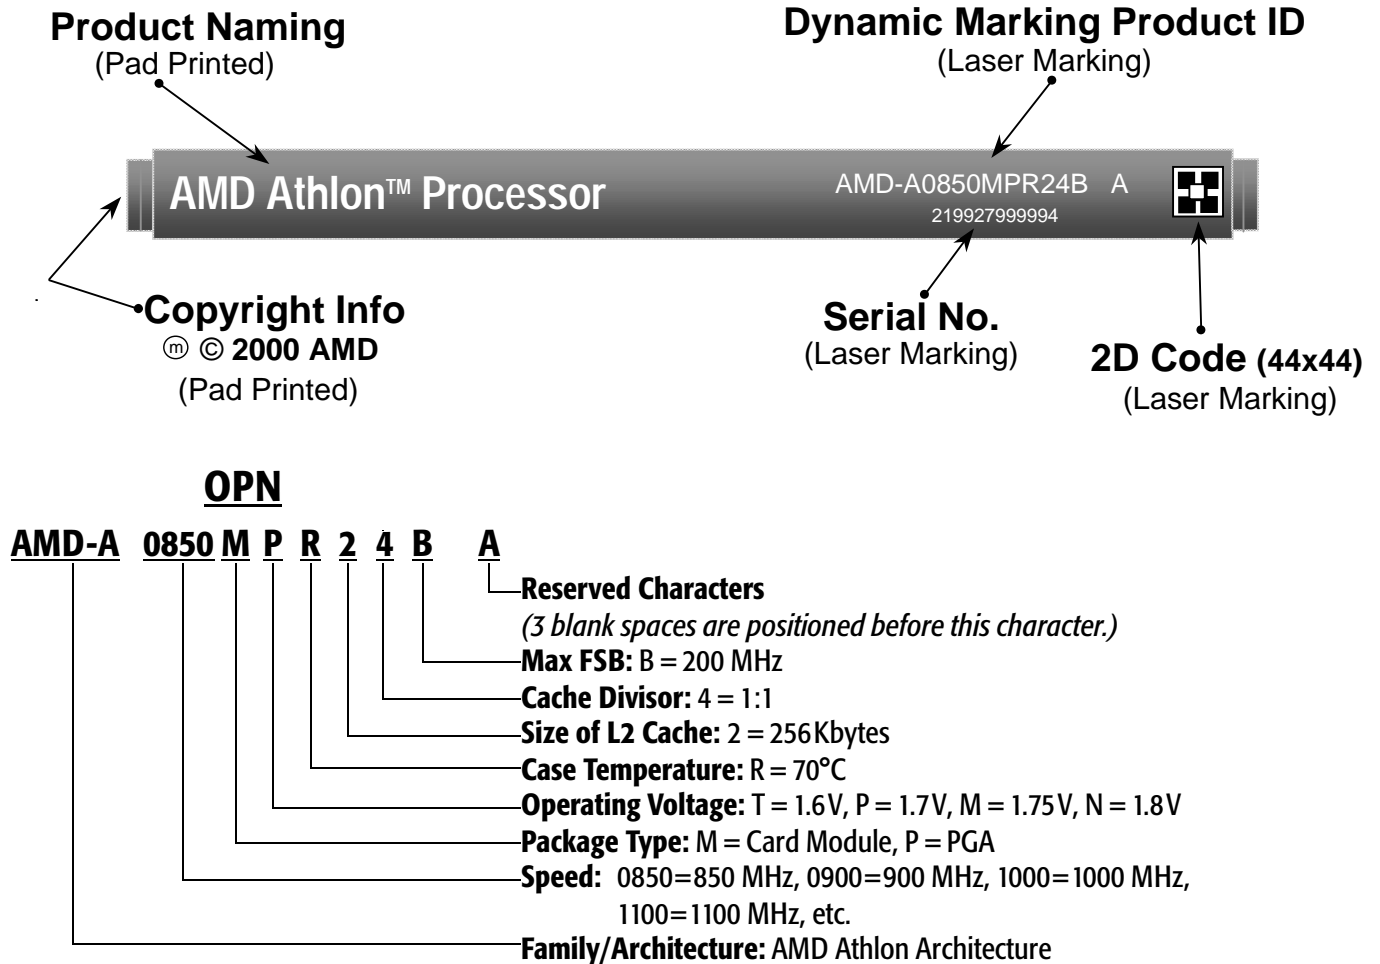 Product Naming
(Pad Printed)
Dynamic Marking Product ID
(Laser Marking)
AMD Athlon™ Processor
AMD-A0850MPR24B A
219927999994
Copyright Info
ⓜ © 2000 AMD
(Pad Printed)
Serial No.
(Laser Marking)
2D Code (44x44)
(Laser Marking)
OPN
AMD-A 0850 M P R 2 4 B A
Reserved Characters
(3 blank spaces are positioned before this character.)
Max FSB: B = 200 MHz
Cache Divisor: 4 = 1:1
Size of L2 Cache: 2 = 256 Kbytes
Case Temperature: R = 70°C
Operating Voltage: T = 1.6 V, P = 1.7 V, M = 1.75 V, N = 1.8 V
Package Type: M = Card Module, P = PGA
Speed: 0850=850 MHz, 0900=900 MHz, 1000=1000 MHz,
1100=1100 MHz, etc.
Family/Architecture: AMD Athlon Architecture